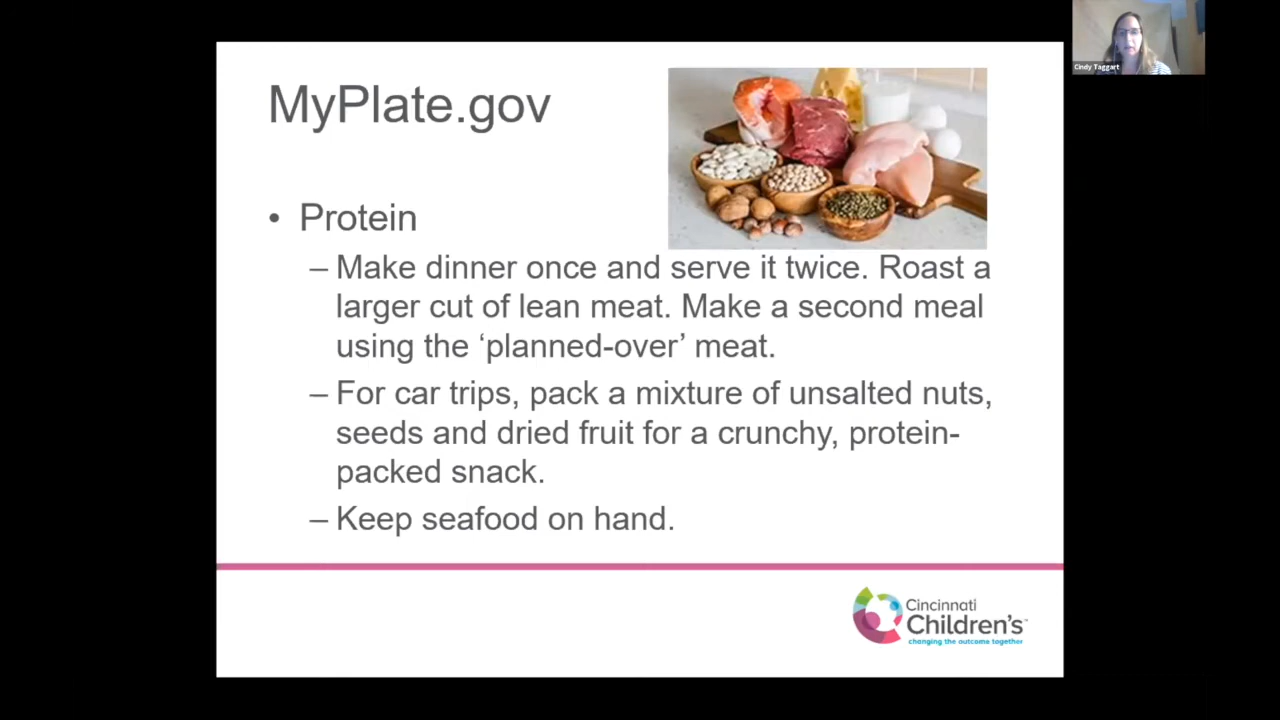 Cindy Taggart
MyPlate.gov
• Protein
– Make dinner once and serve it twice. Roast a
larger cut of lean meat. Make a second meal
using the ‘planned-over’ meat.
– For car trips, pack a mixture of unsalted nuts,
seeds and dried fruit for a crunchy, protein-
packed snack.
– Keep seafood on hand.
Cincinnati
Children's™
changing the outcome together